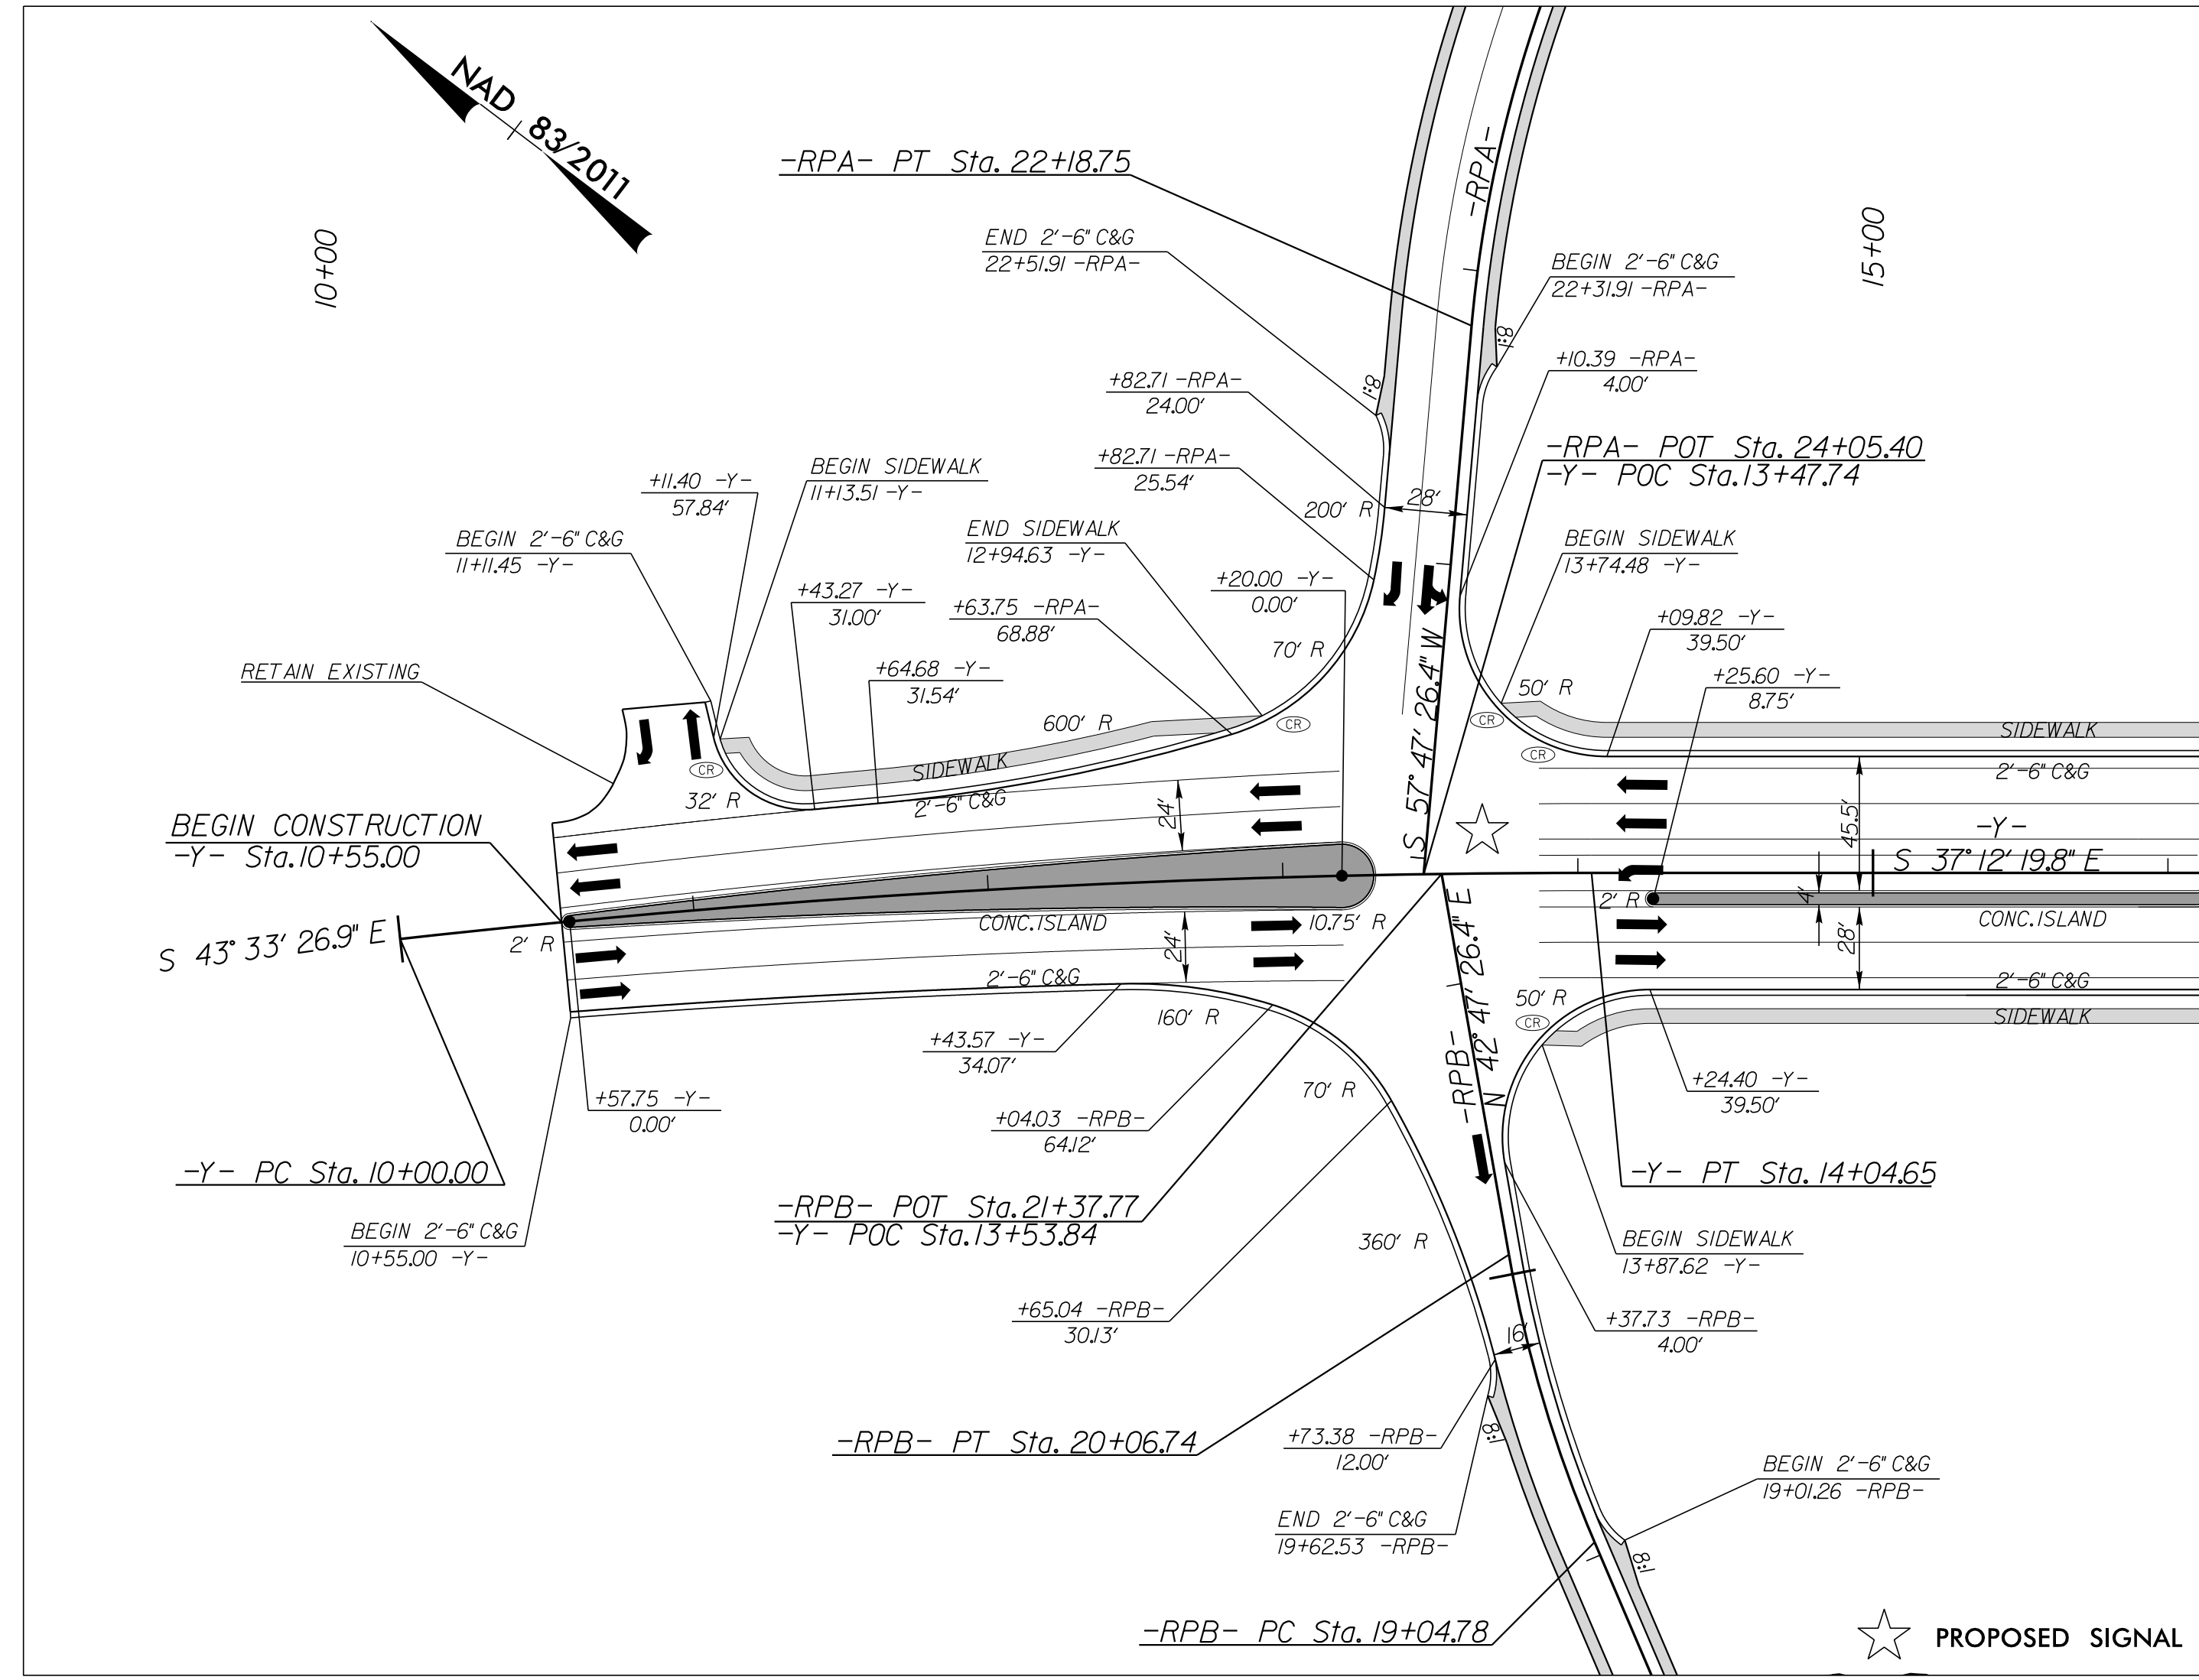 NAD 83/2011
10+00
15+00
-RPA- PT Sta. 22+18.75
-RPA-
END 2'-6" C&G
22+51.91 -RPA-
BEGIN 2'-6" C&G
22+31.91 -RPA-
8:1
8:1
+10.39 -RPA-
4.00'
+82.71 -RPA-
24.00'
-RPA- POT Sta. 24+05.40
-Y- POC Sta. 13+47.74
+82.71 -RPA-
25.54'
+11.40 -Y-
57.84'
BEGIN SIDEWALK
11+13.51 -Y-
200' R
28'
END SIDEWALK
12+94.63 -Y-
BEGIN SIDEWALK
13+74.48 -Y-
BEGIN 2'-6" C&G
11+11.45 -Y-
+43.27 -Y-
31.00'
+63.75 -RPA-
68.88'
+20.00 -Y-
0.00'
+09.82 -Y-
39.50'
70' R
S 57° 47' 26.4" W
RETAIN EXISTING
+64.68 -Y-
31.54'
50' R
+25.60 -Y-
8.75'
600' R
CR
CR
SIDEWALK
CR
CR
SIDEWALK
2'-6" C&G
32' R
2'-6" C&G
24'
45.5'
BEGIN CONSTRUCTION
-Y- Sta. 10+55.00
-Y-
S 37° 12' 19.8" E
S 43° 33' 26.9" E
2' R
CONC. ISLAND
10.75' R
2' R
4'
CONC. ISLAND
24'
28'
2'-6" C&G
2'-6" C&G
N 42° 47' 26.4" E
-RPB-
50' R
CR
SIDEWALK
160' R
+43.57 -Y-
34.07'
70' R
+24.40 -Y-
39.50'
+57.75 -Y-
0.00'
+04.03 -RPB-
64.12'
-Y- PC Sta. 10+00.00
-Y- PT Sta. 14+04.65
-RPB- POT Sta. 21+37.77
-Y- POC Sta. 13+53.84
BEGIN 2'-6" C&G
10+55.00 -Y-
360' R
BEGIN SIDEWALK
13+87.62 -Y-
+65.04 -RPB-
30.13'
+37.73 -RPB-
4.00'
16'
-RPB- PT Sta. 20+06.74
+73.38 -RPB-
12.00'
8:1
BEGIN 2'-6" C&G
19+01.26 -RPB-
END 2'-6" C&G
19+62.53 -RPB-
8:1
-RPB- PC Sta. 19+04.78
PROPOSED SIGNAL